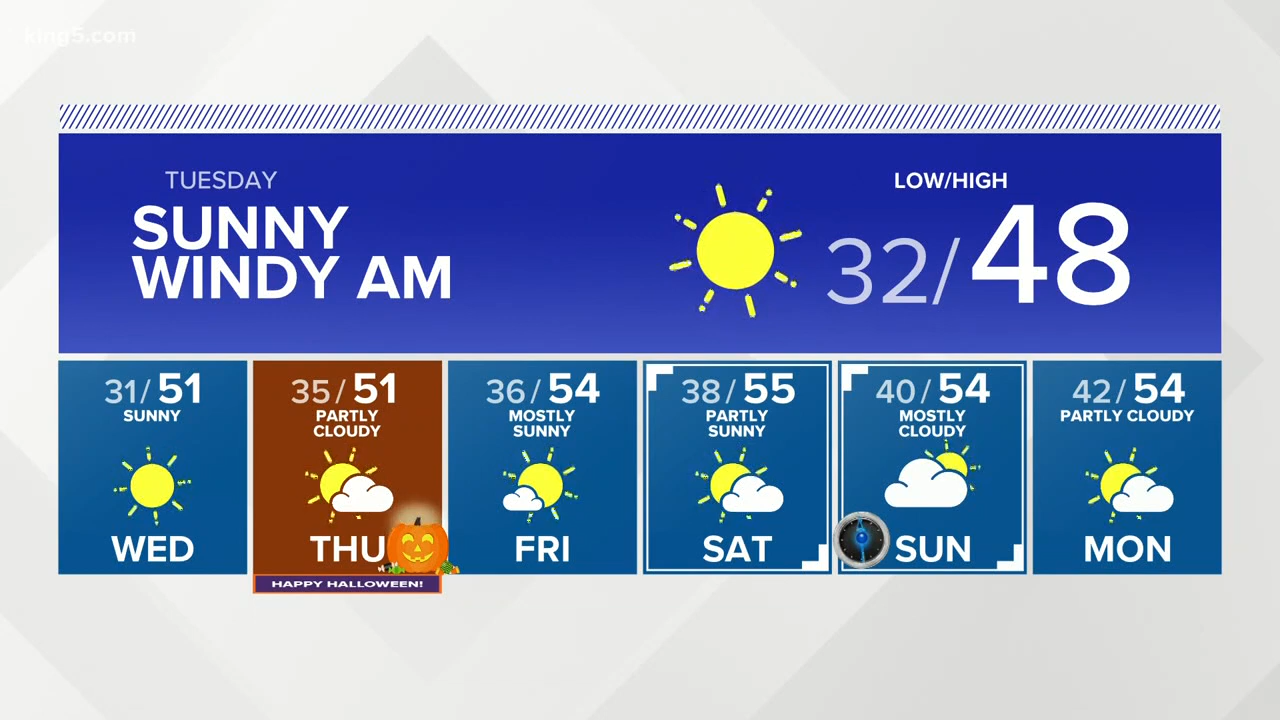 king5.com
TUESDAY
SUNNY
WINDY AM
LOW/HIGH
32/48
31/51
SUNNY
WED
35/51
PARTLY
CLOUDY
THU
HAPPY HALLOWEEN!
36/54
MOSTLY
SUNNY
FRI
38/55
PARTLY
SUNNY
SAT
40/54
MOSTLY
CLOUDY
SUN
42/54
PARTLY CLOUDY
MON